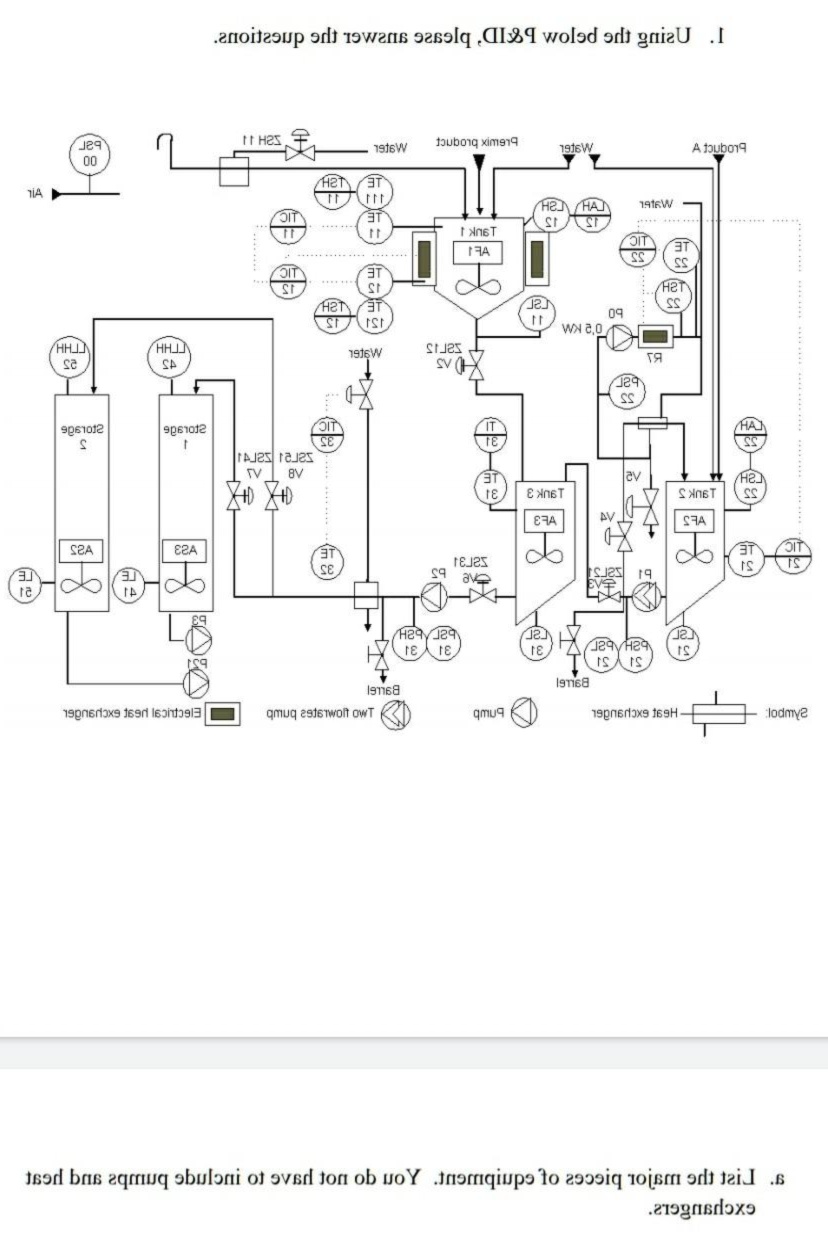 1. Using the below P&ID, please answer the questions.
PSL
00
Air
ZSH 11
Water
Premix product
Water
Product A
TSH
11
TE
111
TIC
11
TE
11
TIC
12
TE
12
TSH
12
TE
121
Tank 1
AF1
LSH
12
LAH
12
LSL
11
Water
TIC
22
TE
22
TSH
22
P0
0,5 KW
R7
PSL
22
LLHH
52
LLHH
42
Water
ZSL12
V2
Storage
2
Storage
1
TIC
32
TI
31
TE
31
ZSL41
V7
ZSL51
V8
Tank 3
AF3
V5
V4
Tank 2
AF2
LAH
22
LSH
22
AS2
AS3
TE
32
TE
21
TIC
21
LE
51
LE
41
P2
ZSL31
V6
ZSL21
V3
P1
P3
PSH
31
PSL
31
LSL
31
PSL
21
PSH
21
LSL
21
P21
Barrel
Barrel
Symbol:
Heat exchanger
Pump
Two flowrates pump
Electrical heat exchanger
a. List the major pieces of equipment. You do not have to include pumps and heat
exchangers.